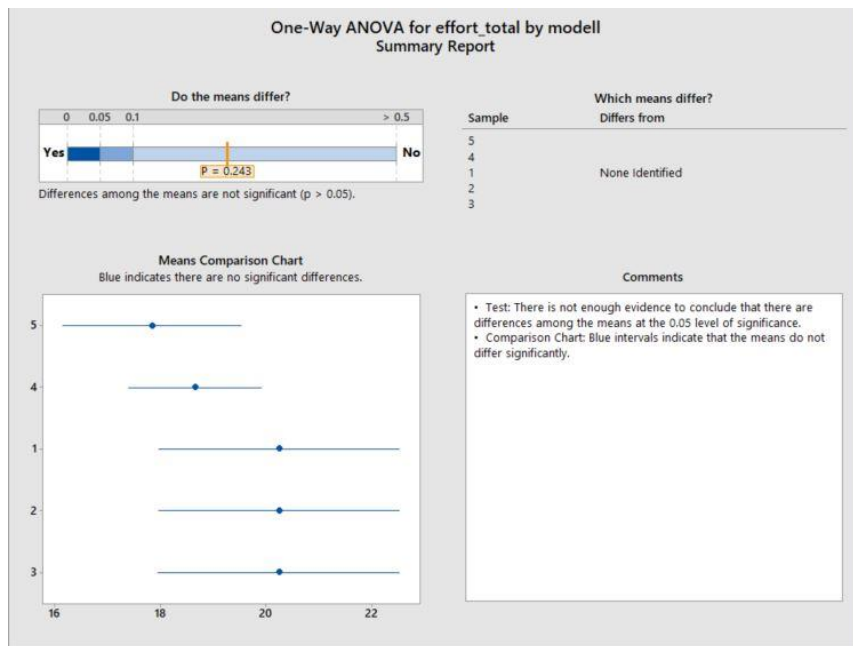 One-Way ANOVA for effort_total by modell
Summary Report
Do the means differ?
0 0.05 0.1 > 0.5
Yes No
P = 0.243
Differences among the means are not significant (p > 0.05).
Which means differ?
Sample Differs from
5
4
1 None Identified
2
3
Means Comparison Chart
Blue indicates there are no significant differences.
5
4
1
2
3
16 18 20 22
Comments
• Test: There is not enough evidence to conclude that there are
differences among the means at the 0.05 level of significance.
• Comparison Chart: Blue intervals indicate that the means do not
differ significantly.